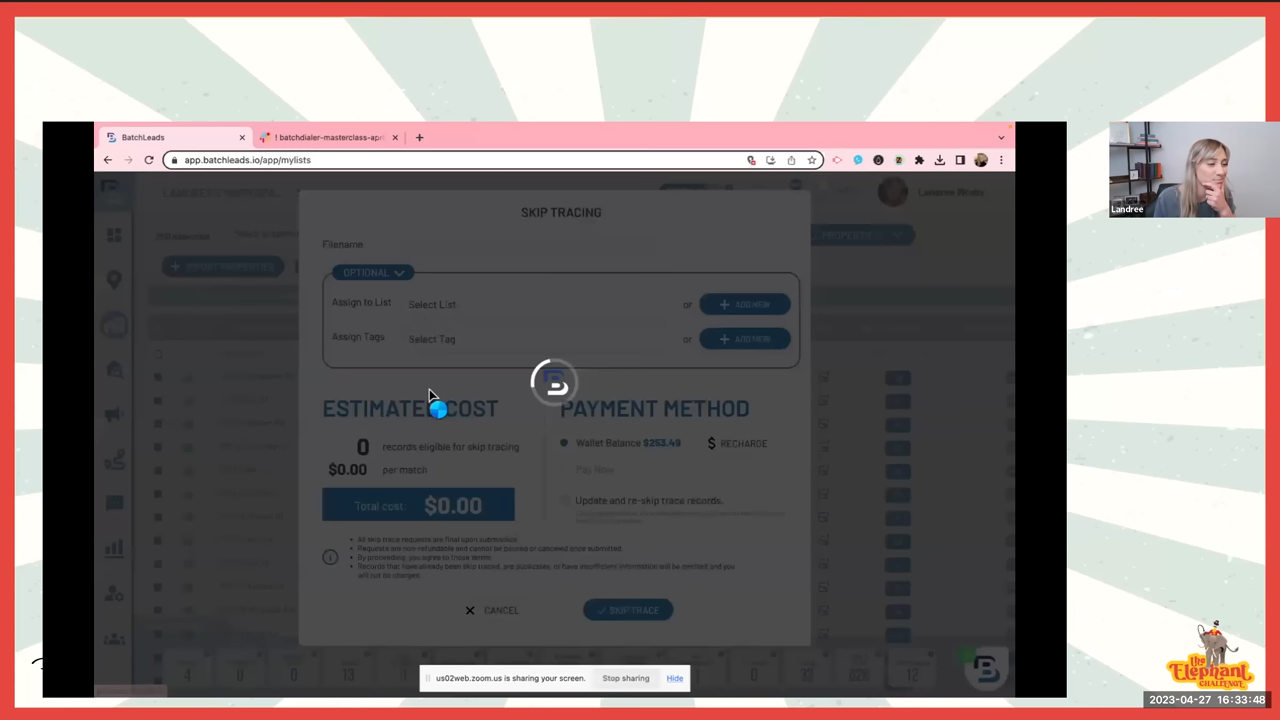 BatchLeads
! batchdialer-masterclass-apri
app.batchleads.io/app/mylists
SKIP TRACING
Filename
OPTIONAL
Assign to List Select List or + ADD NEW
Assign Tags Select Tag or + ADD NEW
IMPORT PROPERTIES
ESTIMATED COST
0 records eligible for skip tracing
$0.00 per match
Total cost: $0.00
PAYMENT METHOD
Wallet Balance $253.49 $ RECHARGE
Pay Now
Update and re-skip trace records.
All skip trace requests are final upon submission.
Requests are non-refundable and cannot be paused or canceled once submitted.
By proceeding, you agree to these terms.
Records that have already been skip traced, are duplicates, or have insufficient information will be omitted and you
will not be charged.
CANCEL
SKIP TRACE
us02web.zoom.us is sharing your screen. Stop sharing Hide
Landree
the Elephant CHALLENGE
2023-04-27 16:33:48